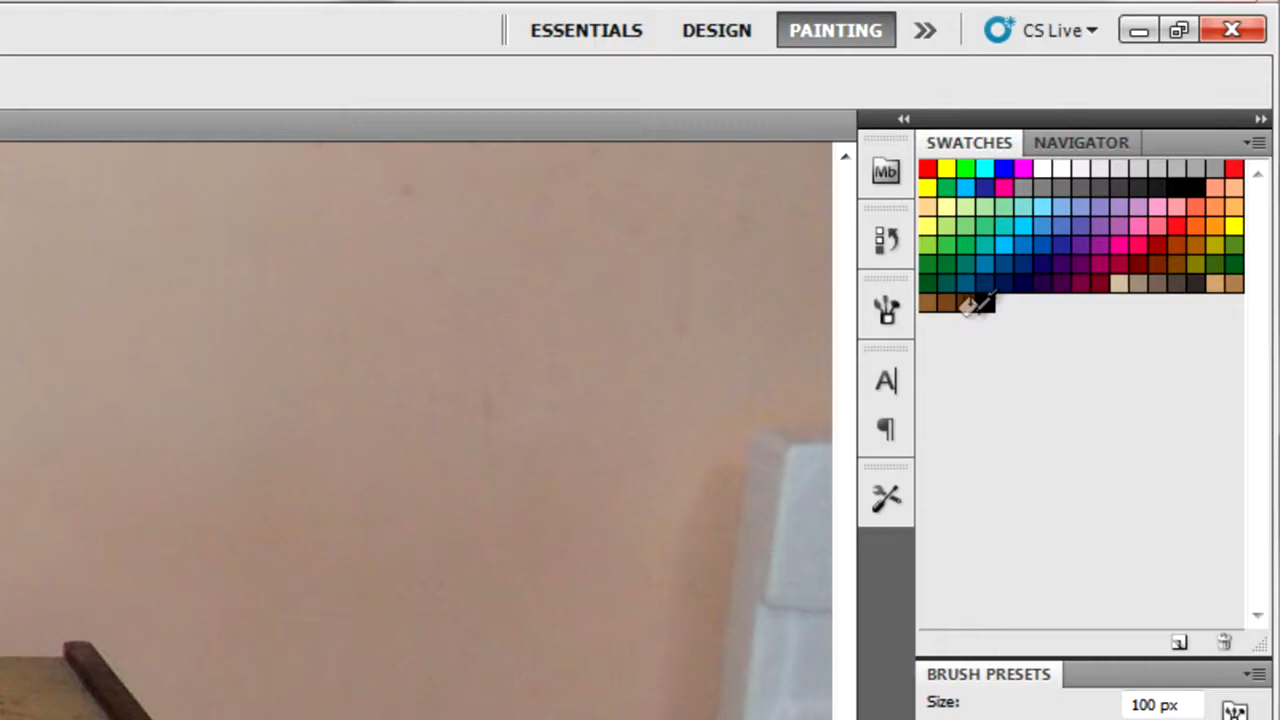 ESSENTIALS DESIGN PAINTING CS Live
SWATCHES NAVIGATOR
Mb
A
BRUSH PRESETS
Size: 100 px